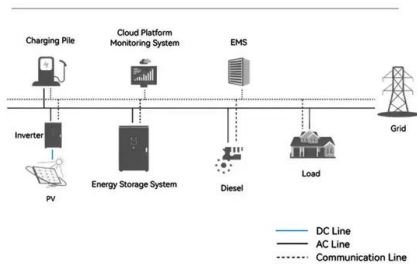 Charging Pile
Cloud Platform
Monitoring System
EMS
Grid
Inverter
PV
Energy Storage System
Diesel
Load
DC Line
AC Line
Communication Line